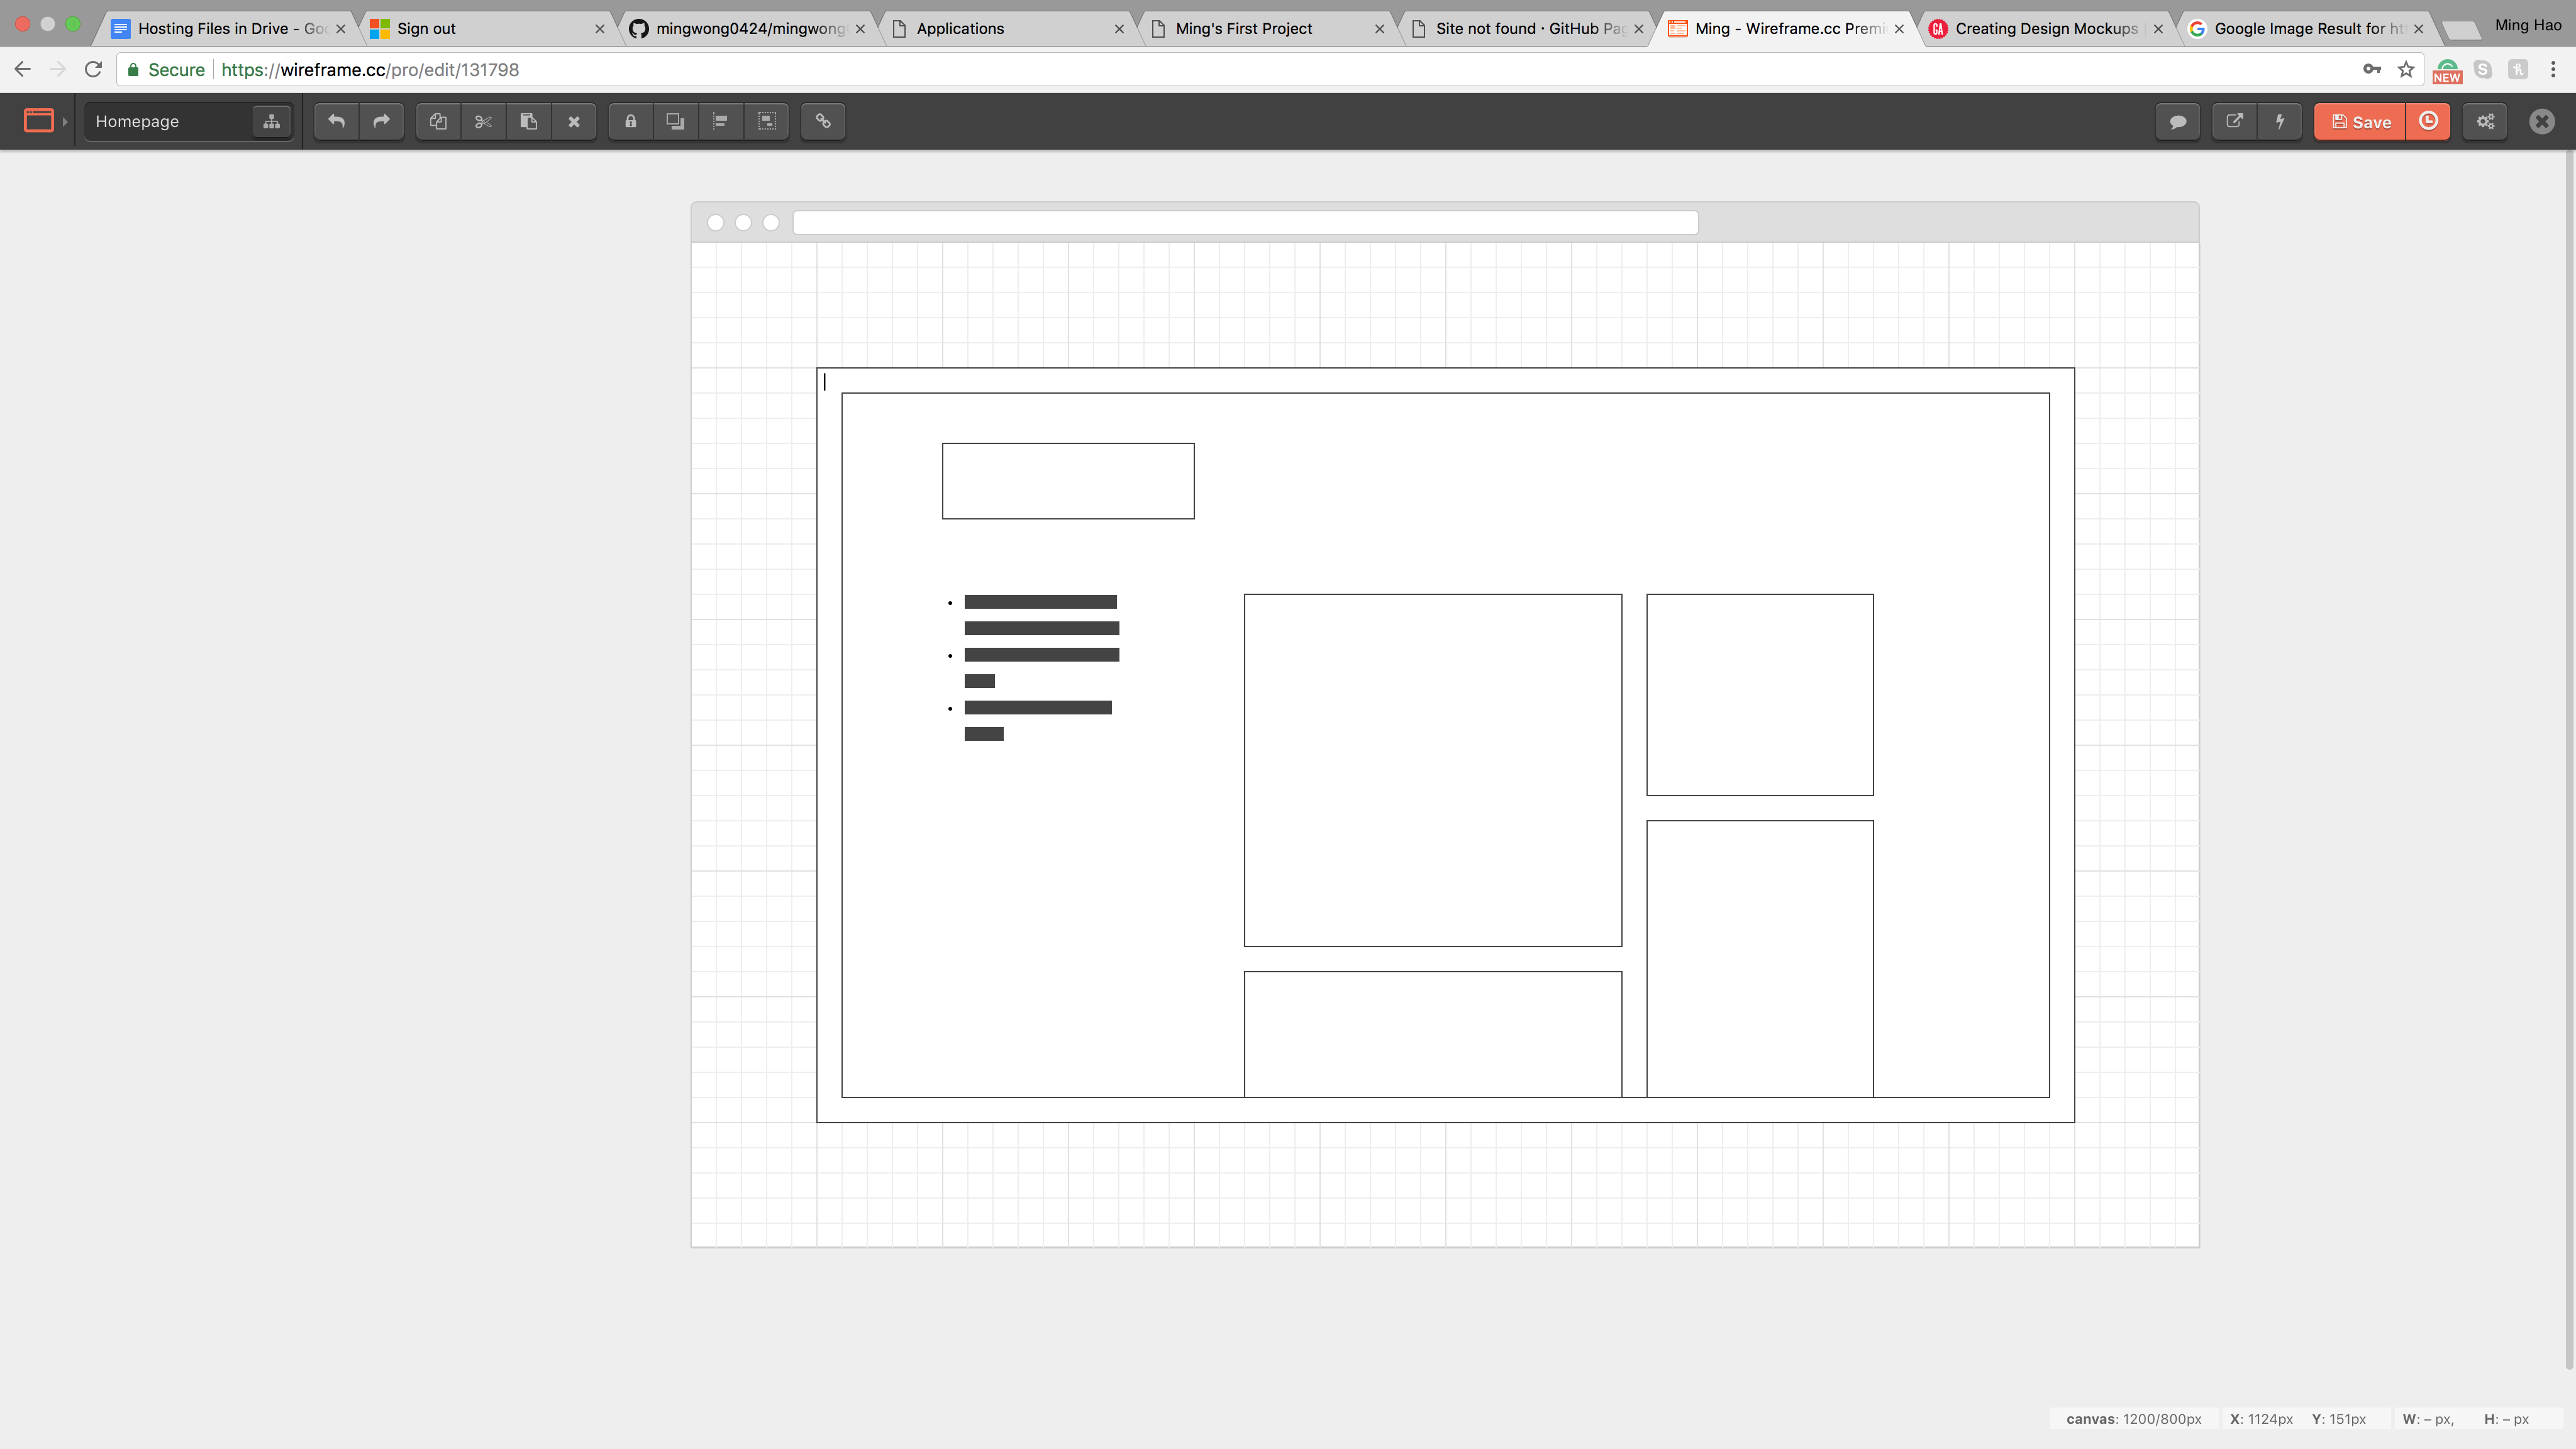 Hosting Files in Drive - Goo
Sign out
mingwong0424/mingwong
Applications
Ming's First Project
Site not found · GitHub Pag
Ming - Wireframe.cc Premi
Creating Design Mockups
Google Image Result for htt
Ming Hao
Secure
https://wireframe.cc/pro/edit/131798
NEW
Homepage
Save
canvas: 1200/800px X: 1124px Y: 151px W: – px, H: – px